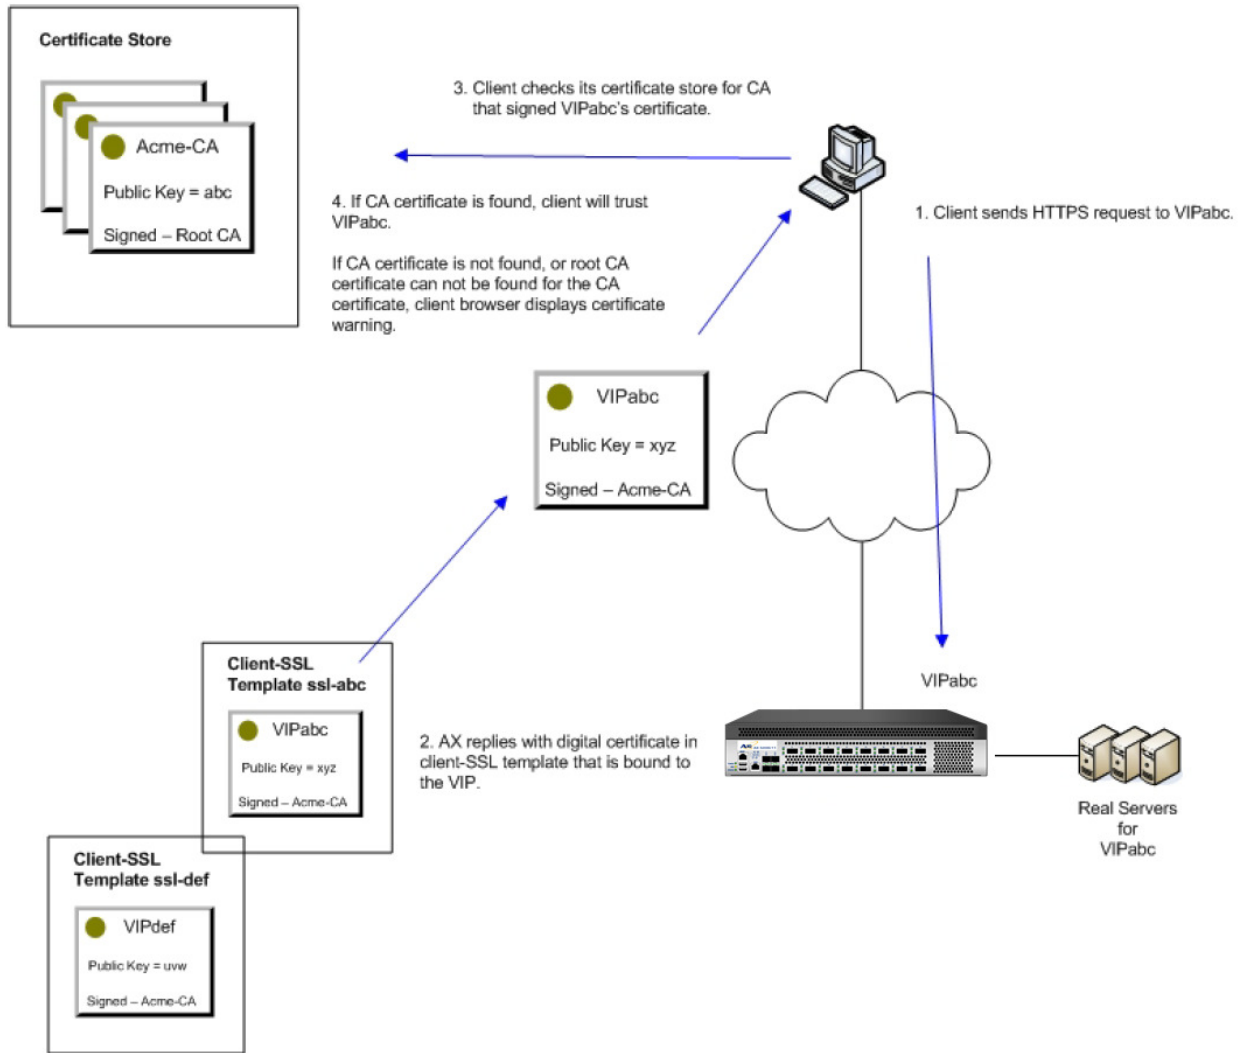 Certificate Store
Acme-CA
Public Key = abc
Signed – Root CA
3. Client checks its certificate store for CA
that signed VIPabc's certificate.
4. If CA certificate is found, client will trust
VIPabc.
If CA certificate is not found, or root CA
certificate can not be found for the CA
certificate, client browser displays certificate
warning.
1. Client sends HTTPS request to VIPabc.
VIPabc
Public Key = xyz
Signed – Acme-CA
Client-SSL
Template ssl-abc
VIPabc
Public Key = xyz
Signed – Acme-CA
2. AX replies with digital certificate in
client-SSL template that is bound to
the VIP.
VIPabc
Real Servers
for
VIPabc
Client-SSL
Template ssl-def
VIPdef
Public Key = uvw
Signed – Acme-CA